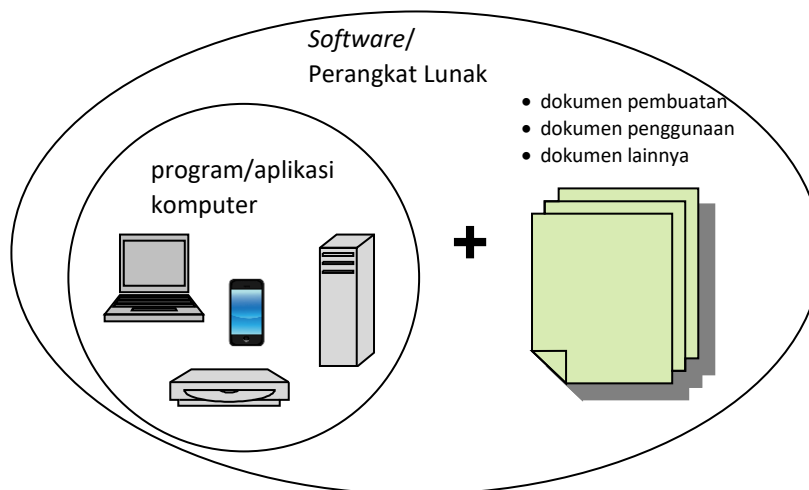 Software/
Perangkat Lunak
• dokumen pembuatan
• dokumen penggunaan
• dokumen lainnya
program/aplikasi
komputer
+